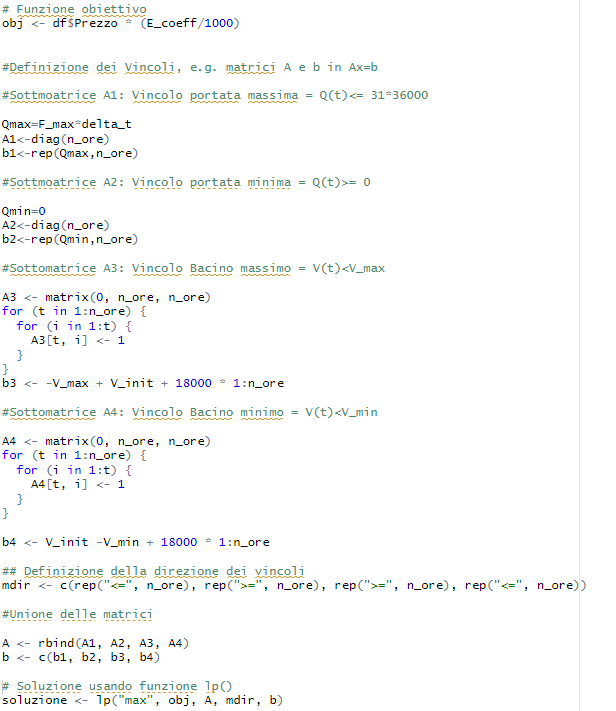 # Funzione obiettivo
obj <- df$Prezzo * (E_coeff/1000)
#Definizione dei Vincoli, e.g. matrici A e b in Ax=b
#Sottmoatrice A1: Vincolo portata massima = Q(t)<= 31*36000
Qmax=F_max*delta_t
A1<-diag(n_ore)
b1<-rep(Qmax,n_ore)
#Sottmoatrice A2: Vincolo portata minima = Q(t)>= 0
Qmin=0
A2<-diag(n_ore)
b2<-rep(Qmin,n_ore)
#Sottomatrice A3: Vincolo Bacino massimo = V(t)<V_max
A3 <- matrix(0, n_ore, n_ore)
for (t in 1:n_ore) {
  for (i in 1:t) {
    A3[t, i] <- 1
  }
}
b3 <- -V_max + V_init + 18000 * 1:n_ore
#Sottomatrice A4: Vincolo Bacino minimo = V(t)<V_min
A4 <- matrix(0, n_ore, n_ore)
for (t in 1:n_ore) {
  for (i in 1:t) {
    A4[t, i] <- 1
  }
}
b4 <- V_init -V_min + 18000 * 1:n_ore
## Definizione della direzione dei vincoli
mdir <- c(rep("<=", n_ore), rep(">=", n_ore), rep(">=", n_ore), rep("<=", n_ore))
#Unione delle matrici
A <- rbind(A1, A2, A3, A4)
b <- c(b1, b2, b3, b4)
# Soluzione usando funzione lp()
soluzione <- lp("max", obj, A, mdir, b)